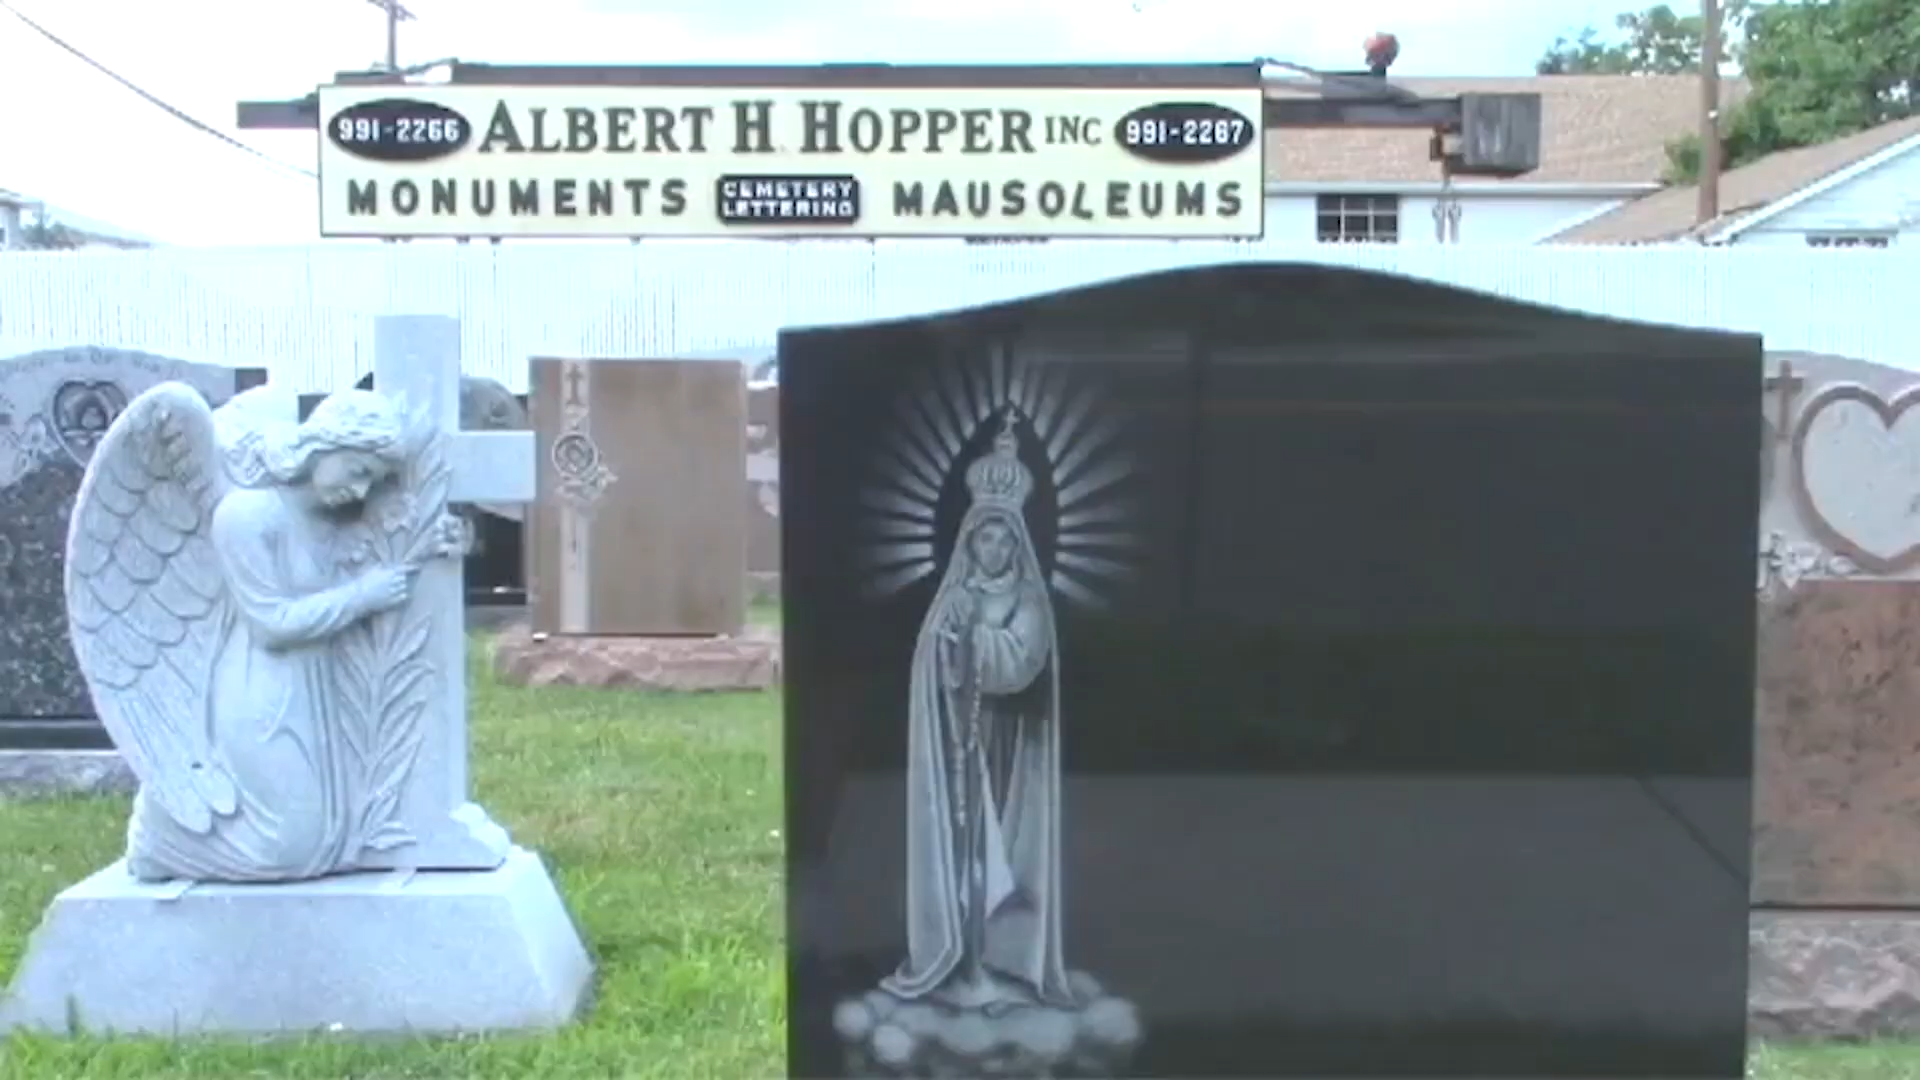 991-2266 ALBERT H. HOPPER INC 991-2267
MONUMENTS CEMETERY LETTERING MAUSOLEUMS